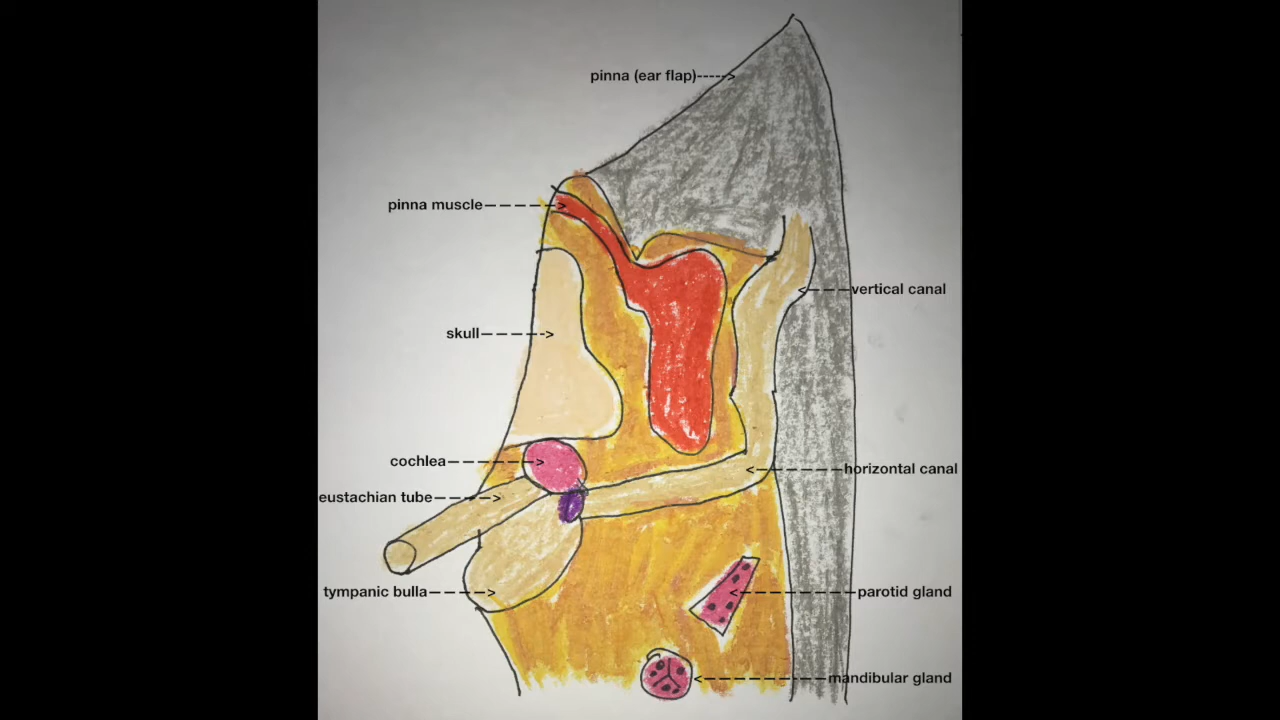 pinna (ear flap)
pinna muscle
vertical canal
skull
cochlea
horizontal canal
eustachian tube
tympanic bulla
parotid gland
mandibular gland